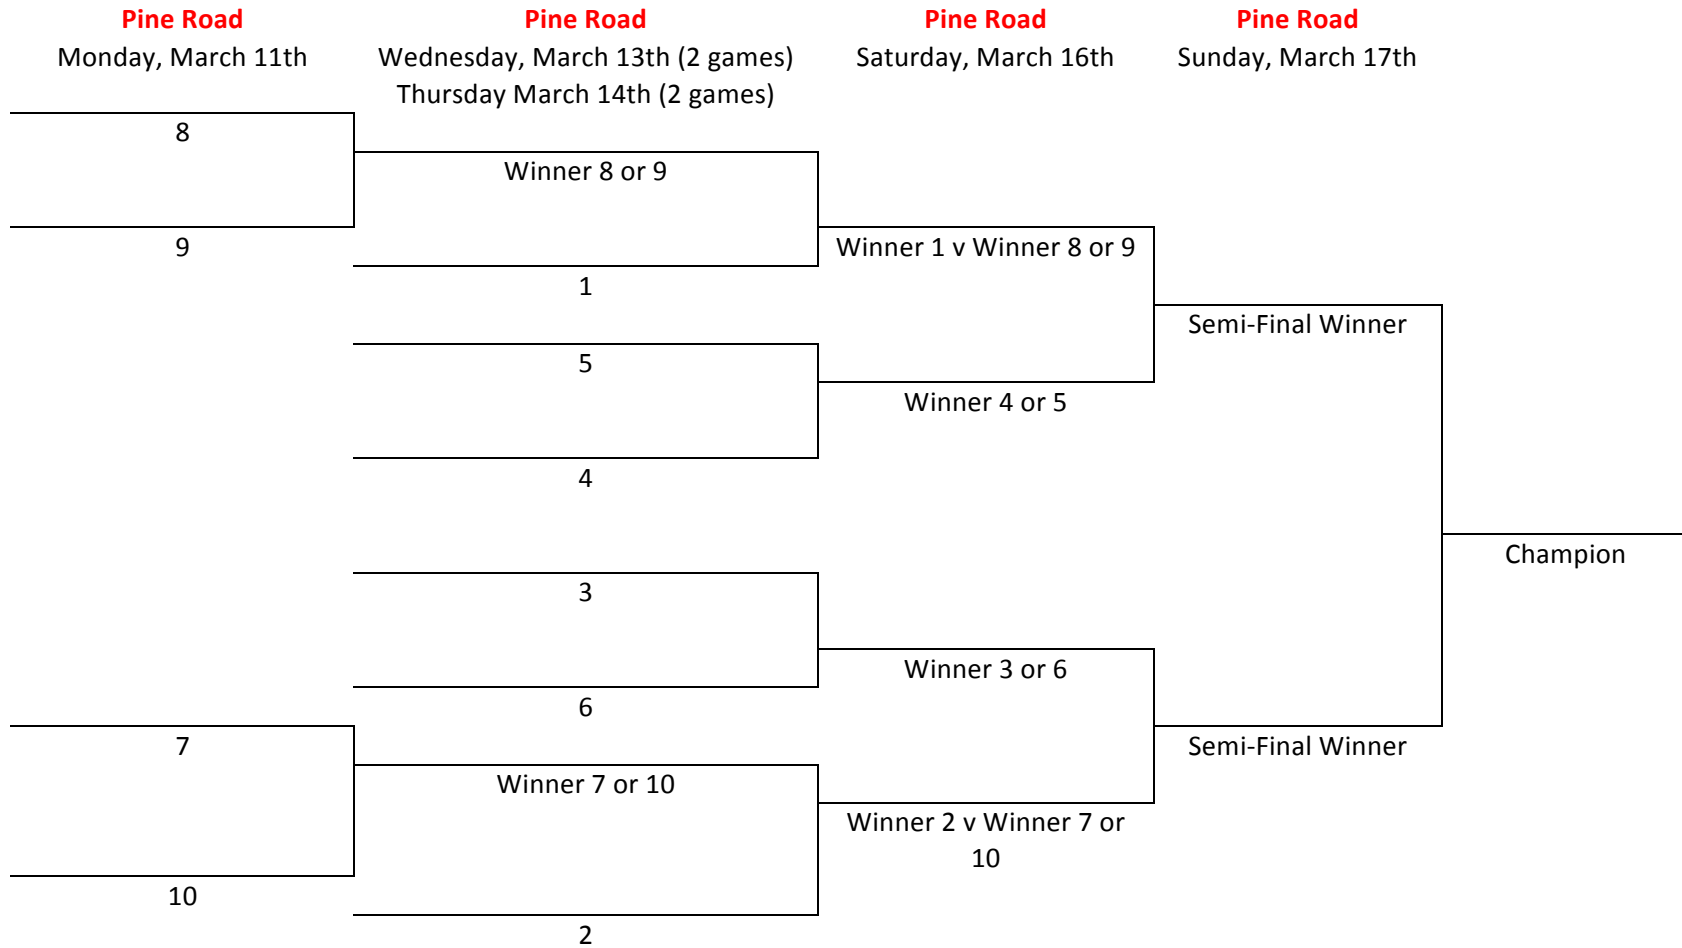 Pine Road
Pine Road
Pine Road
Pine Road
Monday, March 11th
Wednesday, March 13th (2 games)
Saturday, March 16th
Sunday, March 17th
Thursday March 14th (2 games)
8
Winner 8 or 9
9
Winner 1 v Winner 8 or 9
1
Semi-Final Winner
5
Winner 4 or 5
4
Champion
3
Winner 3 or 6
6
7
Semi-Final Winner
Winner 7 or 10
Winner 2 v Winner 7 or
10
10
2